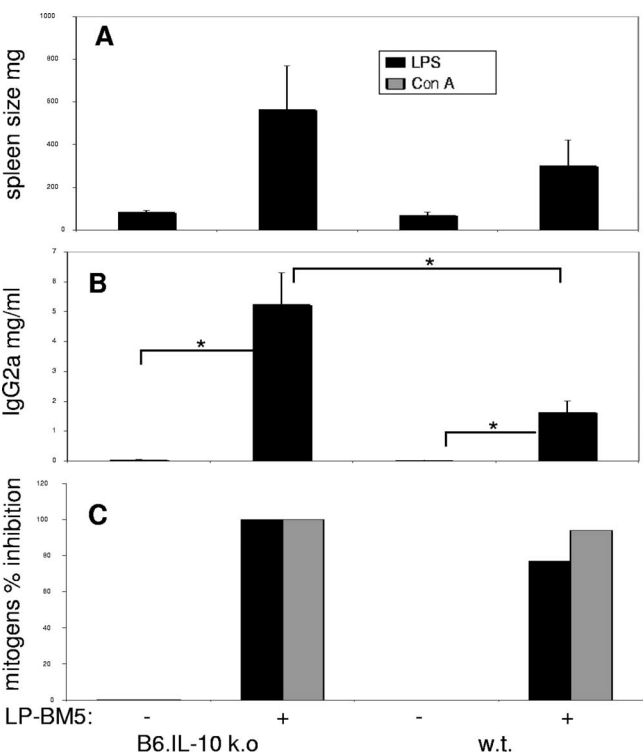 1000
800
600
400
200
0
spleen size mg
A
LPS
Con A
7
6
5
4
3
2
1
0
IgG2a mg/ml
B
*
*
*
120
100
80
60
40
20
0
mitogens % inhibition
C
LP-BM5: - + - +
B6.IL-10 k.o w.t.